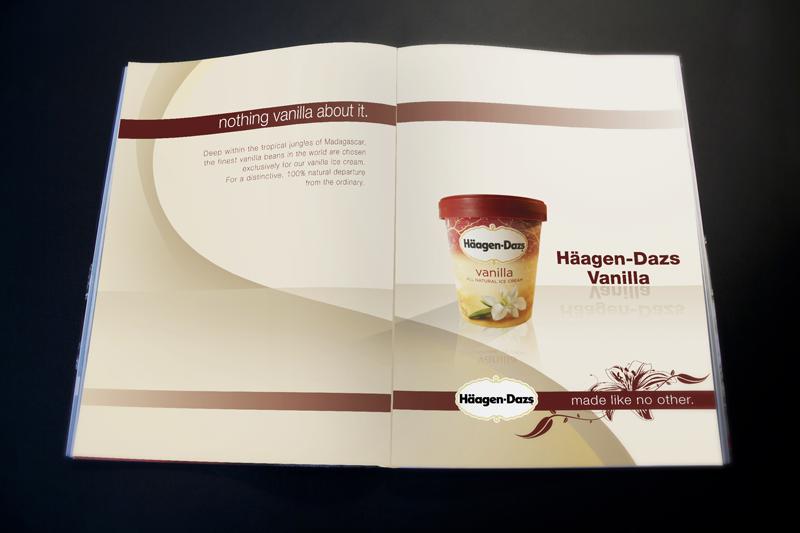 nothing vanilla about it.
Deep within the tropical jungles of Madagascar,
the finest vanilla beans in the world are chosen
exclusively for our vanilla ice cream.
For a distinctive, 100% natural departure
from the ordinary.
Häagen-Dazs
vanilla
ALL NATURAL ICE CREAM
Häagen-Dazs
Vanilla
Häagen-Dazs
made like no other.